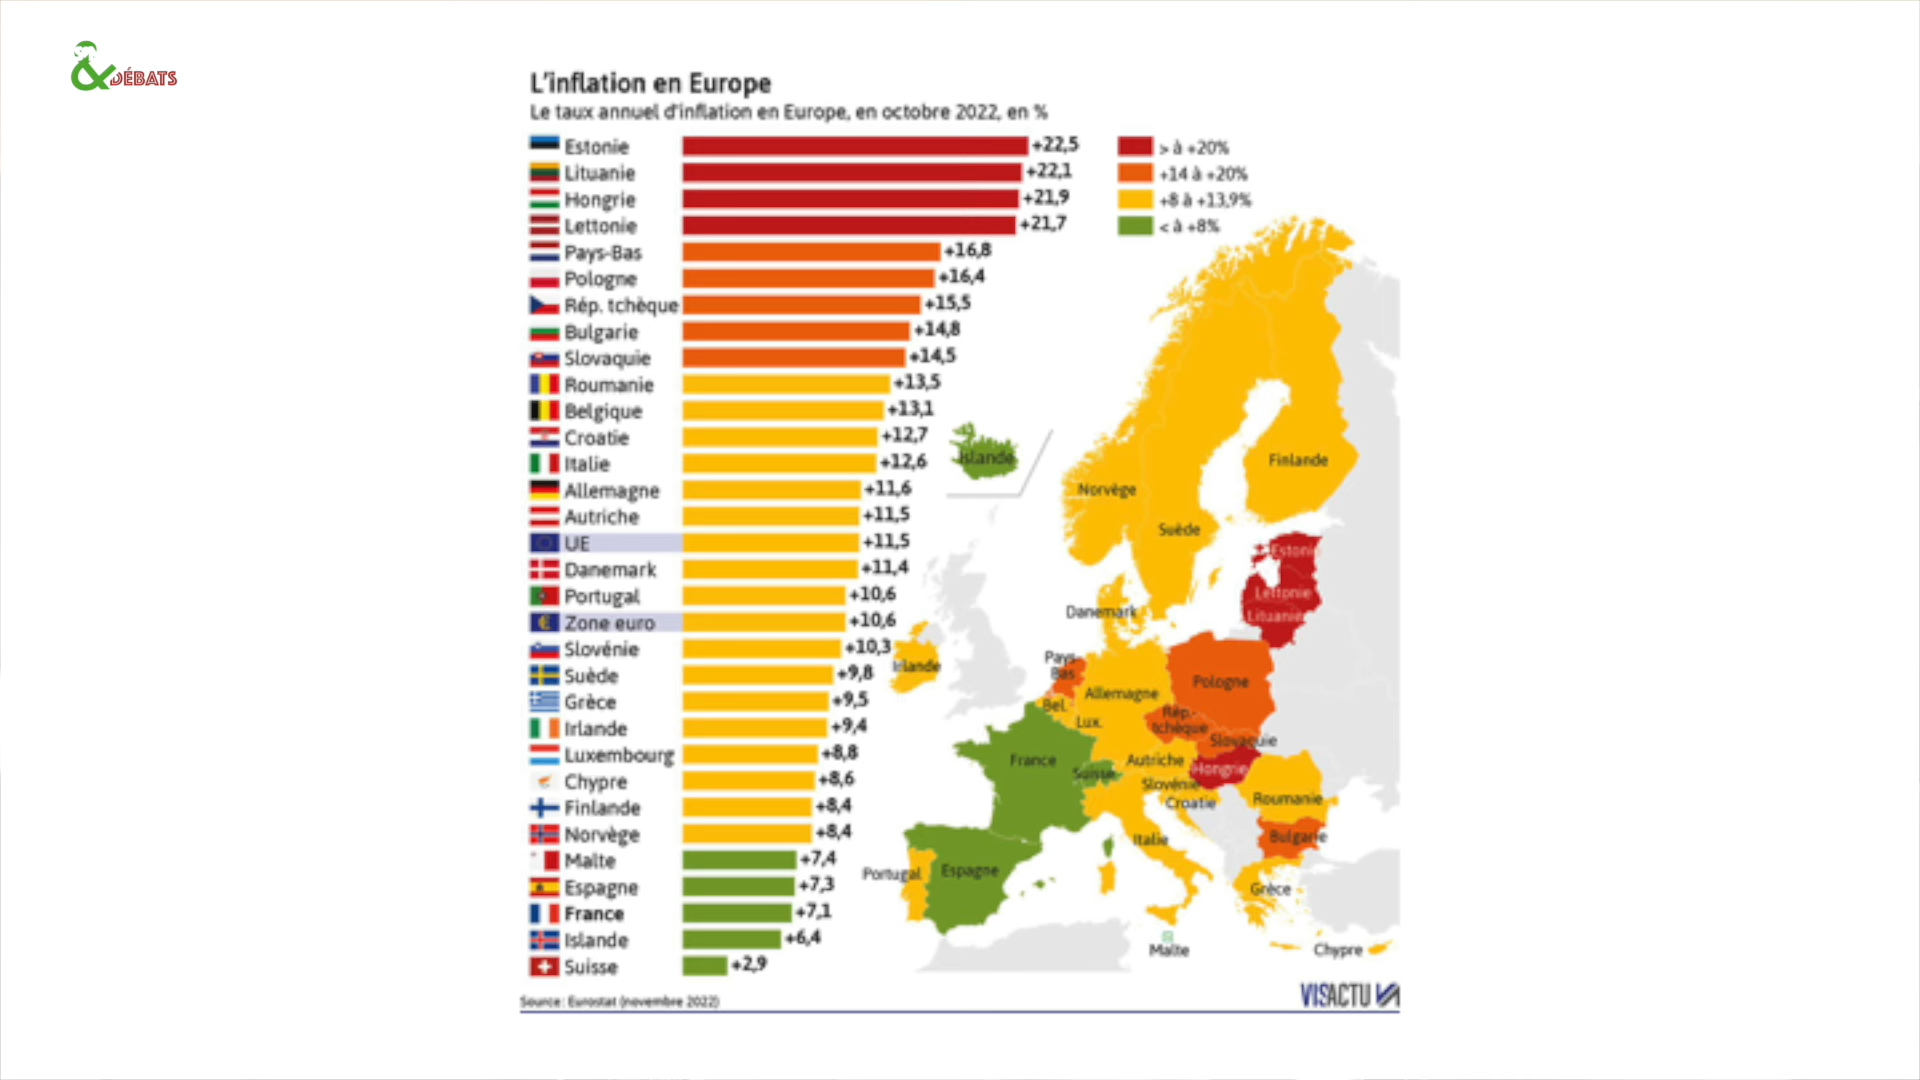 &DÉBATS
L'inflation en Europe
Le taux annuel d'inflation en Europe, en octobre 2022, en %
Estonie +22,5
Lituanie +22,1
Hongrie +21,9
Lettonie +21,7
Pays-Bas +16,8
Pologne +16,4
Rép. tchèque +15,5
Bulgarie +14,8
Slovaquie +14,5
Roumanie +13,5
Belgique +13,1
Croatie +12,7
Italie +12,6
Allemagne +11,6
Autriche +11,5
UE +11,5
Danemark +11,4
Portugal +10,6
Zone euro +10,6
Slovénie +10,3
Suède +9,8
Grèce +9,5
Irlande +9,4
Luxembourg +8,8
Chypre +8,6
Finlande +8,4
Norvège +8,4
Malte +7,4
Espagne +7,3
France +7,1
Islande +6,4
Suisse +2,9
> à +20%
+14 à +20%
+8 à +13,9%
< à +8%
Islande
Finlande
Norvège
Suède
Estonie
Lettonie
Lituanie
Danemark
Irlande
Pays-
Bas
Allemagne
Pologne
Bel.
Lux.
Rép.
tchèque
Slovaquie
France
Suisse
Autriche
Hongrie
Slovénie
Croatie
Roumanie
Italie
Bulgarie
Portugal
Espagne
Grèce
Malte
Chypre
Source : Eurostat (novembre 2022)
VISACTU